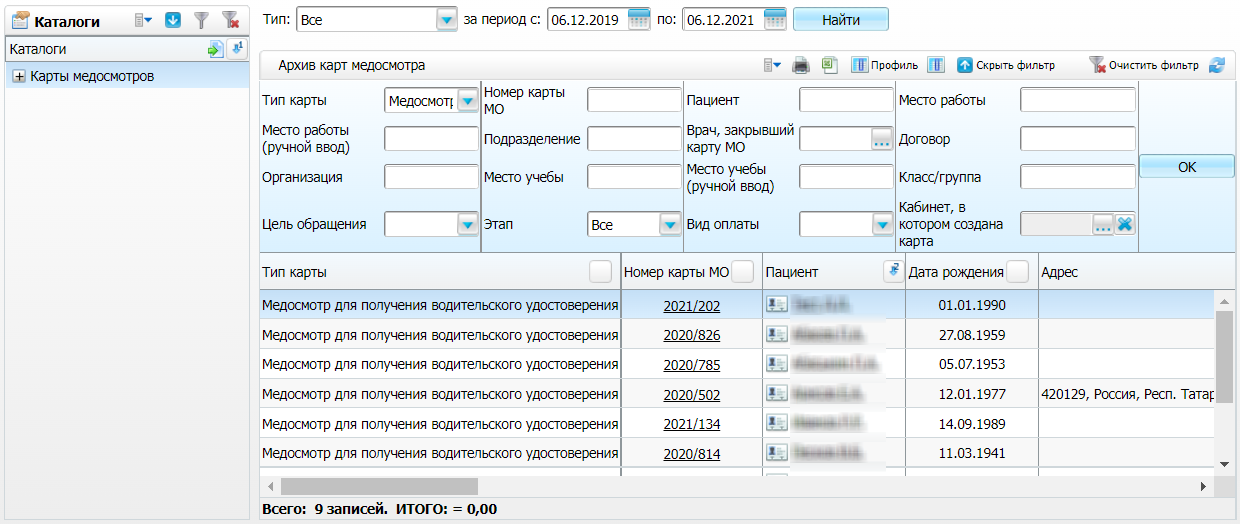 Каталоги
Каталоги
Карты медосмотров
Тип: Все за период с: 06.12.2019 по: 06.12.2021 Найти
Архив карт медосмотра Профиль Скрыть фильтр Очистить фильтр
Тип карты Медосмотр Номер карты МО Пациент Место работы
Место работы (ручной ввод) Подразделение Врач, закрывший карту МО ... Договор
Организация Место учебы Место учебы (ручной ввод) Класс/группа
OK
Цель обращения Этап Все Вид оплаты Кабинет, в котором создана карта ...
Тип карты Номер карты МО Пациент 2 Дата рождения Адрес
Медосмотр для получения водительского удостоверения 2021/202 01.01.1990
Медосмотр для получения водительского удостоверения 2020/826 27.08.1959
Медосмотр для получения водительского удостоверения 2020/785 05.07.1953
Медосмотр для получения водительского удостоверения 2020/502 12.01.1977 420129, Россия, Респ. Татар
Медосмотр для получения водительского удостоверения 2021/134 14.09.1989
Медосмотр для получения водительского удостоверения 2020/814 11.03.1941
Всего: 9 записей. ИТОГО: = 0,00